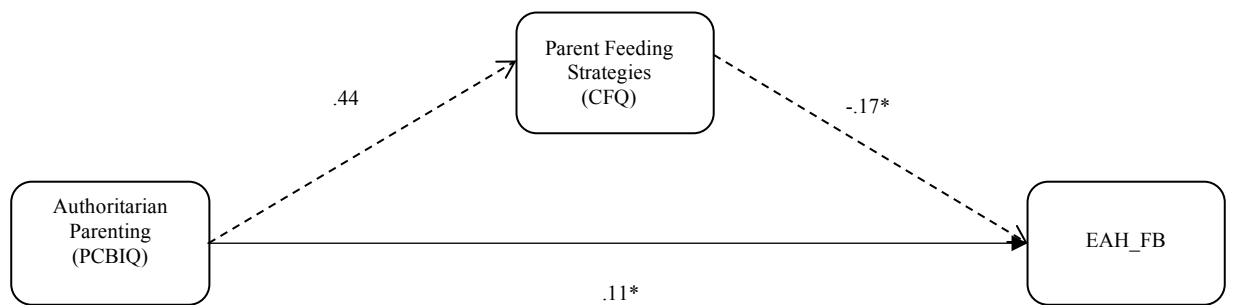 Parent Feeding
Strategies
(CFQ)
.44
-.17*
Authoritarian
Parenting
(PCBIQ)
EAH_FB
.11*